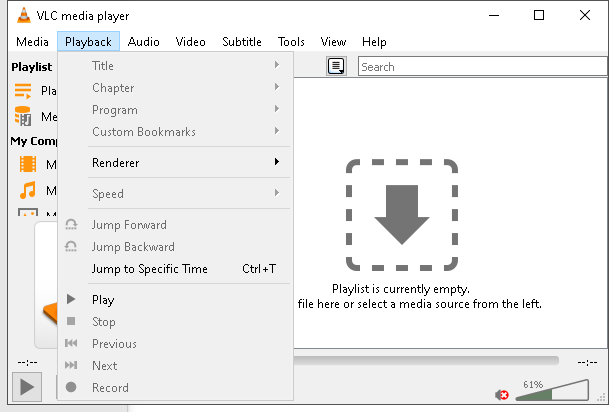 VLC media player
Media Playback Audio Video Subtitle Tools View Help
Playlist
Search
Title
Chapter
Program
Custom Bookmarks
My Comp
Renderer
Speed
Jump Forward
Jump Backward
Jump to Specific Time Ctrl+T
Play
Stop
Previous
Next
Record
Playlist is currently empty.
file here or select a media source from the left.
--:-- --:--
61%